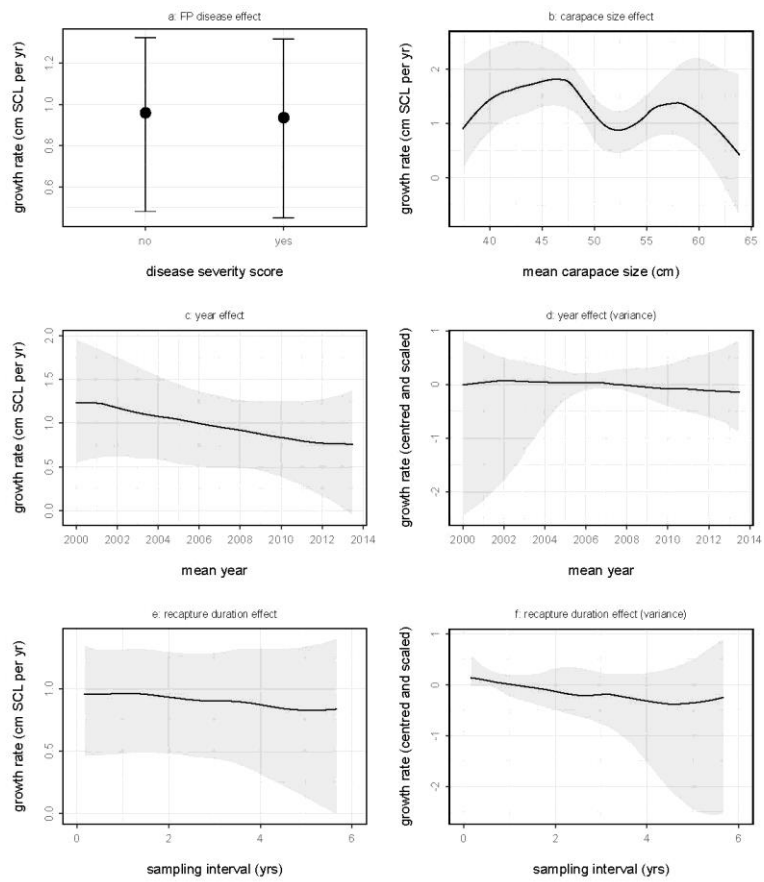 a: FP disease effect
growth rate (cm SCL per yr)
1.2
1.0
0.8
0.6
no yes
disease severity score
b: carapace size effect
growth rate (cm SCL per yr)
2
1
0
40 45 50 55 60 65
mean carapace size (cm)
c: year effect
growth rate (cm SCL per yr)
2.0
1.5
1.0
0.5
0.0
2000 2002 2004 2006 2008 2010 2012 2014
mean year
d: year effect (variance)
growth rate (centred and scaled)
1
0
-1
-2
2000 2002 2004 2006 2008 2010 2012 2014
mean year
e: recapture duration effect
growth rate (cm SCL per yr)
1.0
0.5
0.0
0 2 4 6
sampling interval (yrs)
f: recapture duration effect (variance)
growth rate (centred and scaled)
1
0
-1
-2
0 2 4 6
sampling interval (yrs)